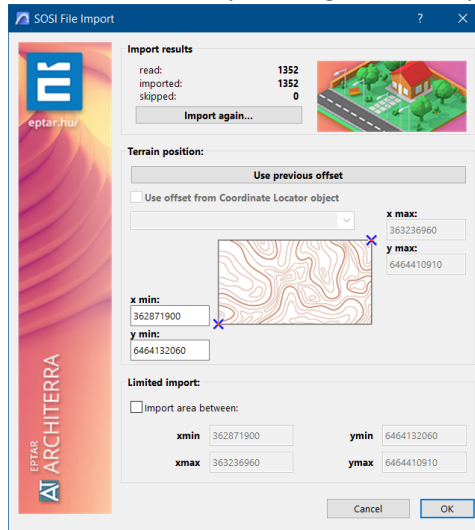 SOSI File Import
?
eptar.hu/
EPTAR
ARCHITERRA
Import results
read: 1352
imported: 1352
skipped: 0
Import again...
Terrain position:
Use previous offset
Use offset from Coordinate Locator object
x max:
363236960
y max:
6464410910
x min:
362871900
y min:
6464132060
Limited import:
Import area between:
xmin 362871900 ymin 6464132060
xmax 363236960 ymax 6464410910
Cancel OK